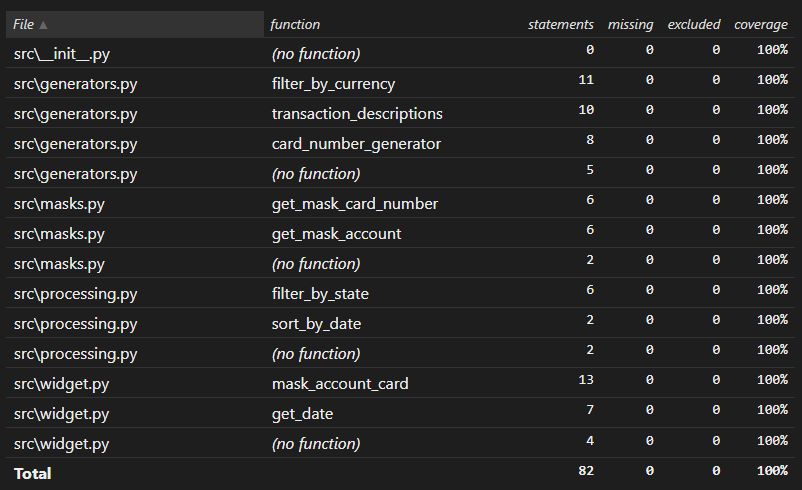 File ▲ function statements missing excluded coverage
src\__init__.py (no function) 0 0 0 100%
src\generators.py filter_by_currency 11 0 0 100%
src\generators.py transaction_descriptions 10 0 0 100%
src\generators.py card_number_generator 8 0 0 100%
src\generators.py (no function) 5 0 0 100%
src\masks.py get_mask_card_number 6 0 0 100%
src\masks.py get_mask_account 6 0 0 100%
src\masks.py (no function) 2 0 0 100%
src\processing.py filter_by_state 6 0 0 100%
src\processing.py sort_by_date 2 0 0 100%
src\processing.py (no function) 2 0 0 100%
src\widget.py mask_account_card 13 0 0 100%
src\widget.py get_date 7 0 0 100%
src\widget.py (no function) 4 0 0 100%
Total 82 0 0 100%